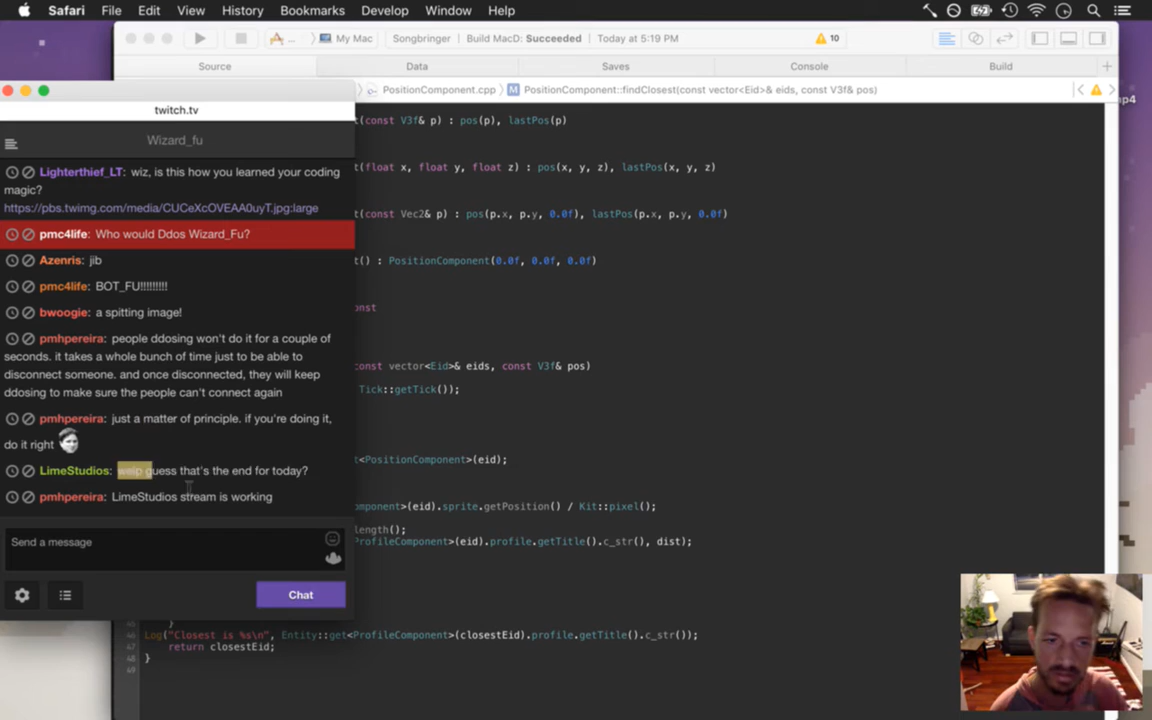 Safari File Edit View History Bookmarks Develop Window Help
My Mac Songbringer Build MacD: Succeeded Today at 5:19 PM 10
Source Data Saves Console Build
PositionComponent.cpp M PositionComponent::findClosest(const vector<Eid>& eids, const V3f& pos)
mp4
twitch.tv
Wizard_fu
Lighterthief_LT: wiz, is this how you learned your coding
magic?
https://pbs.twimg.com/media/CUCeXcOVEAA0uyT.jpg:large
pmc4life: Who would Ddos Wizard_Fu?
Azenris: jib
pmc4life: BOT_FU!!!!!!!!!
bwoogie: a spitting image!
pmhpereira: people ddosing won't do it for a couple of
seconds. it takes a whole bunch of time just to be able to
disconnect someone. and once disconnected, they will keep
ddosing to make sure the people can't connect again
pmhpereira: just a matter of principle. if you're doing it,
do it right
LimeStudios: welp guess that's the end for today?
pmhpereira: LimeStudios stream is working
Send a message
Chat
t(const V3f& p) : pos(p), lastPos(p)
t(float x, float y, float z) : pos(x, y, z), lastPos(x, y, z)
t(const Vec2& p) : pos(p.x, p.y, 0.0f), lastPos(p.x, p.y, 0.0f)
t() : PositionComponent(0.0f, 0.0f, 0.0f)
const
const vector<Eid>& eids, const V3f& pos)
Tick::getTick());
t<PositionComponent>(eid);
omponent>(eid).sprite.getPosition() / Kit::pixel();
length();
ProfileComponent>(eid).profile.getTitle().c_str(), dist);
45 }
46 Log("Closest is %s\n", Entity::get<ProfileComponent>(closestEid).profile.getTitle().c_str());
47 return closestEid;
48 }
49